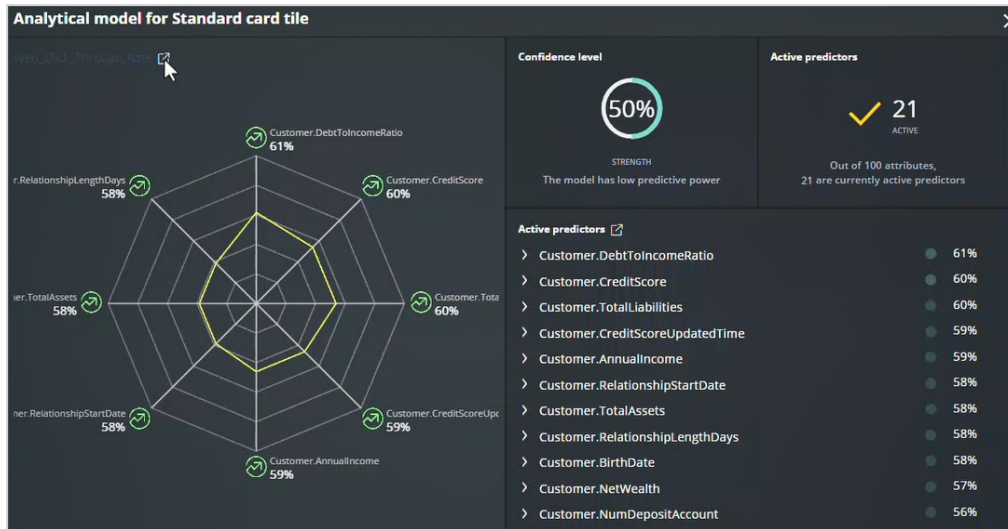 Analytical model for Standard card tile
Web_Click_Through_Rate
Customer.DebtToIncomeRatio
61%
r.RelationshipLengthDays
58%
Customer.CreditScore
60%
er.TotalAssets
58%
Customer.Tota
60%
mer.RelationshipStartDate
58%
Customer.CreditScoreUpd
59%
Customer.AnnualIncome
59%
Confidence level
50%
STRENGTH
The model has low predictive power
Active predictors
21
ACTIVE
Out of 100 attributes,
21 are currently active predictors
Active predictors
Customer.DebtToIncomeRatio 61%
Customer.CreditScore 60%
Customer.TotalLiabilities 60%
Customer.CreditScoreUpdatedTime 59%
Customer.AnnualIncome 59%
Customer.RelationshipStartDate 58%
Customer.TotalAssets 58%
Customer.RelationshipLengthDays 58%
Customer.BirthDate 58%
Customer.NetWealth 57%
Customer.NumDepositAccount 56%